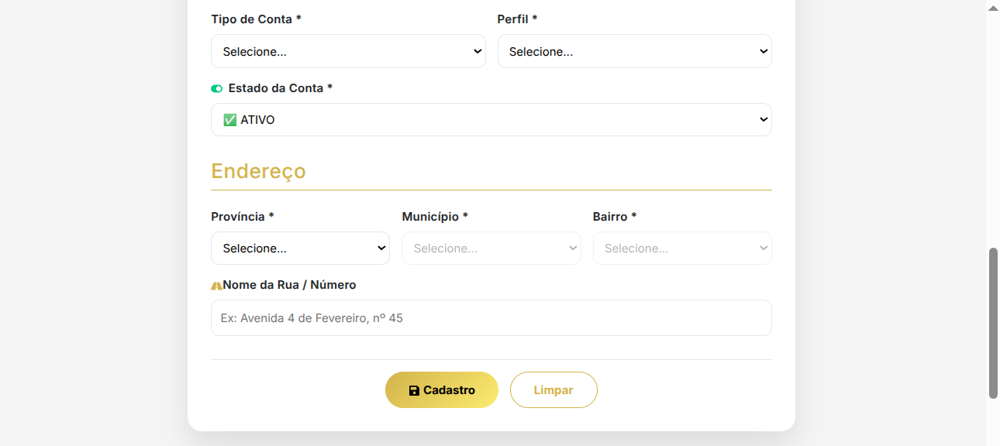 Tipo de Conta * Perfil *
Selecione... Selecione...
Estado da Conta *
✅ ATIVO
Endereço
Província * Município * Bairro *
Selecione... Selecione... Selecione...
Nome da Rua / Número
Ex: Avenida 4 de Fevereiro, nº 45
Cadastro Limpar